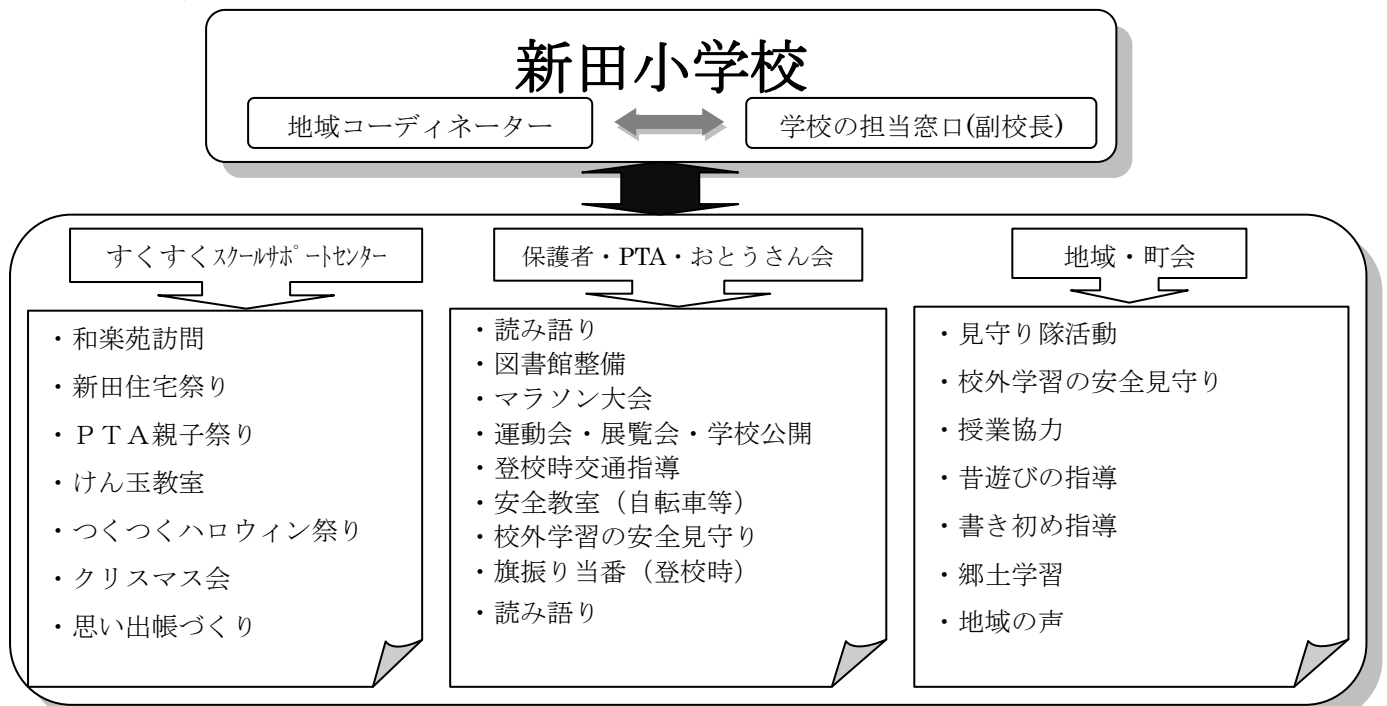 新田小学校
地域コーディネーター
学校の担当窓口(副校長)
すくすくｽｸｰﾙｻﾎﾟｰﾄｾﾝﾀｰ
・和楽苑訪問
・新田住宅祭り
・ＰＴＡ親子祭り
・けん玉教室
・つくつくハロウィン祭り
・クリスマス会
・思い出帳づくり
保護者・PTA・おとうさん会
・読み語り
・図書館整備
・マラソン大会
・運動会・展覧会・学校公開
・登校時交通指導
・安全教室（自転車等）
・校外学習の安全見守り
・旗振り当番（登校時）
・読み語り
地域・町会
・見守り隊活動
・校外学習の安全見守り
・授業協力
・昔遊びの指導
・書き初め指導
・郷土学習
・地域の声